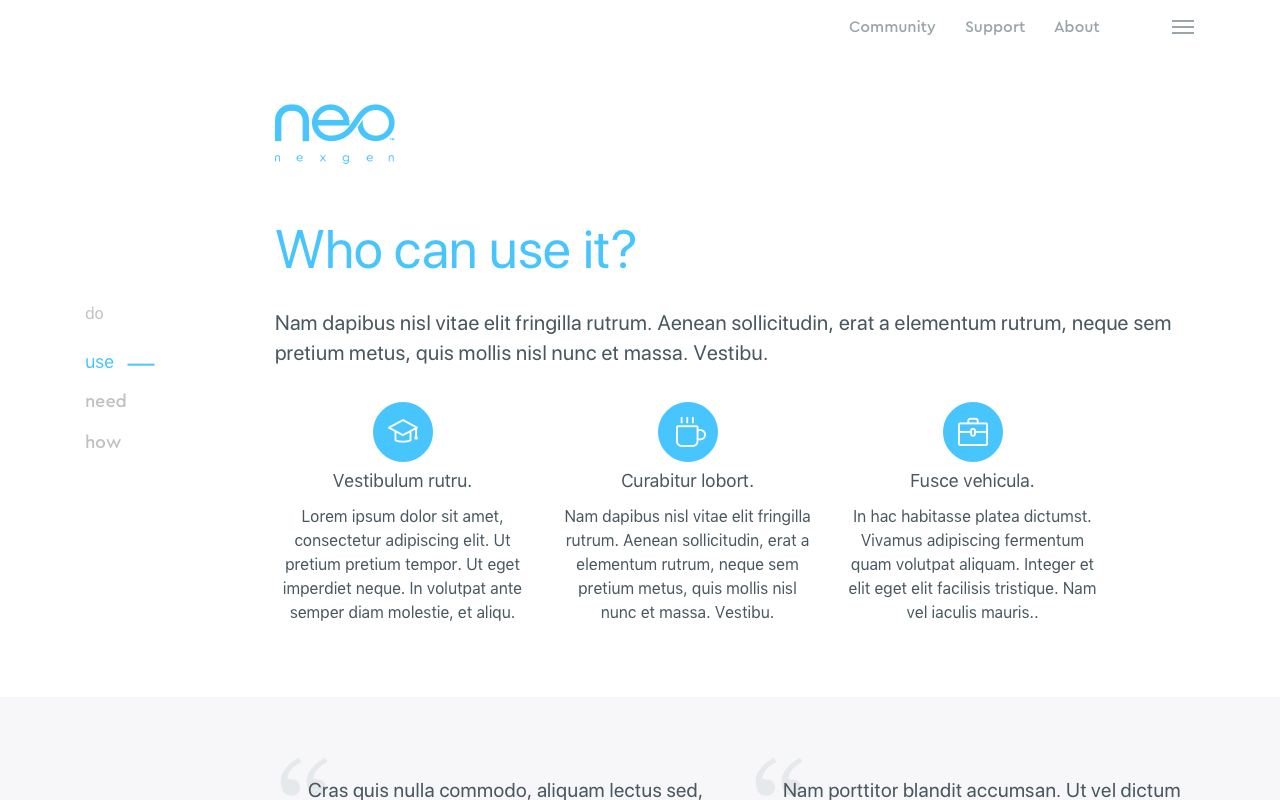 Community Support About
neo
nexgen
Who can use it?
do
use
need
how
Nam dapibus nisl vitae elit fringilla rutrum. Aenean sollicitudin, erat a elementum rutrum, neque sem
pretium metus, quis mollis nisl nunc et massa. Vestibu.
Vestibulum rutru.
Lorem ipsum dolor sit amet,
consectetur adipiscing elit. Ut
pretium pretium tempor. Ut eget
imperdiet neque. In volutpat ante
semper diam molestie, et aliqu.
Curabitur lobort.
Nam dapibus nisl vitae elit fringilla
rutrum. Aenean sollicitudin, erat a
elementum rutrum, neque sem
pretium metus, quis mollis nisl
nunc et massa. Vestibu.
Fusce vehicula.
In hac habitasse platea dictumst.
Vivamus adipiscing fermentum
quam volutpat aliquam. Integer et
elit eget elit facilisis tristique. Nam
vel iaculis mauris..
“ Cras quis nulla commodo, aliquam lectus sed,
“ Nam porttitor blandit accumsan. Ut vel dictum